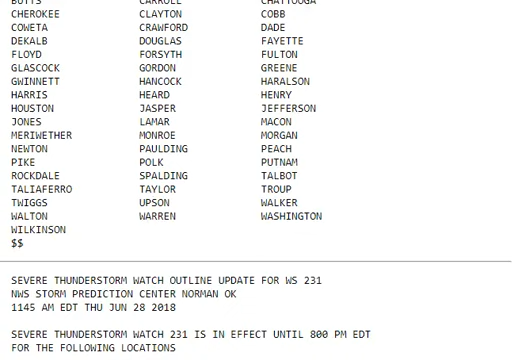 BUTTS CARROLL CHATTOOGA
CHEROKEE CLAYTON COBB
COWETA CRAWFORD DADE
DEKALB DOUGLAS FAYETTE
FLOYD FORSYTH FULTON
GLASCOCK GORDON GREENE
GWINNETT HANCOCK HARALSON
HARRIS HEARD HENRY
HOUSTON JASPER JEFFERSON
JONES LAMAR MACON
MERIWETHER MONROE MORGAN
NEWTON PAULDING PEACH
PIKE POLK PUTNAM
ROCKDALE SPALDING TALBOT
TALIAFERRO TAYLOR TROUP
TWIGGS UPSON WALKER
WALTON WARREN WASHINGTON
WILKINSON
$$
SEVERE THUNDERSTORM WATCH OUTLINE UPDATE FOR WS 231
NWS STORM PREDICTION CENTER NORMAN OK
1145 AM EDT THU JUN 28 2018
SEVERE THUNDERSTORM WATCH 231 IS IN EFFECT UNTIL 800 PM EDT
FOR THE FOLLOWING LOCATIONS